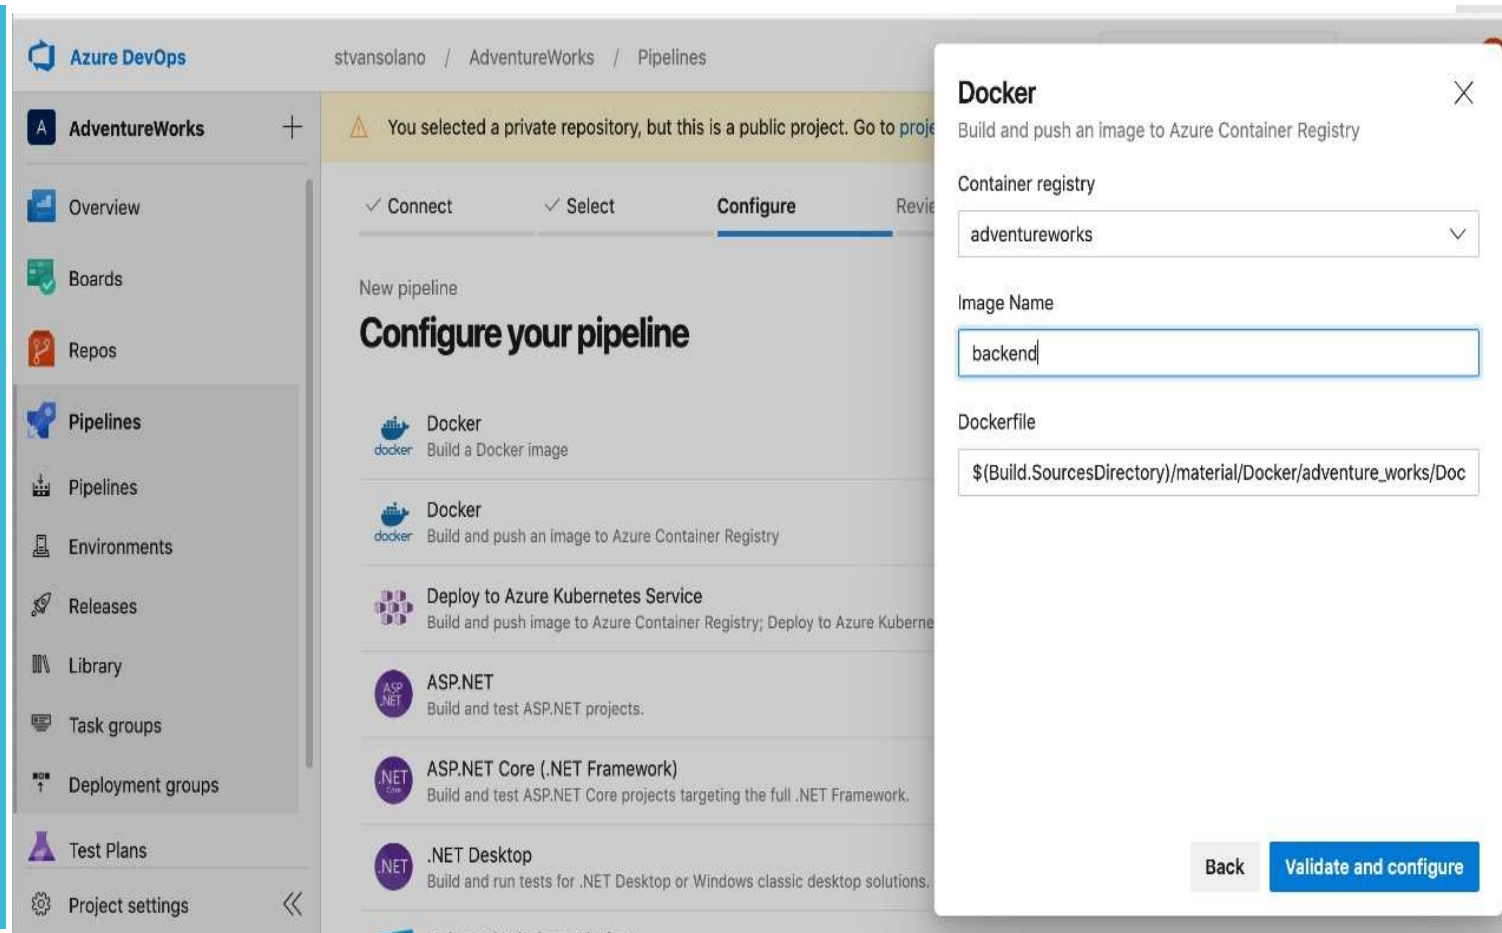 Azure DevOps
stvansolano / AdventureWorks / Pipelines
A AdventureWorks
Overview
Boards
Repos
Pipelines
Pipelines
Environments
Releases
Library
Task groups
Deployment groups
Test Plans
Project settings
You selected a private repository, but this is a public project. Go to
Connect
Select
Configure
New pipeline
Configure your pipeline
docker
Docker
Build a Docker image
docker
Docker
Build and push an image to Azure Container Registry
Deploy to Azure Kubernetes Service
Build and push image to Azure Container Registry; Deploy to Azure
ASP
.NET
ASP.NET
Build and test ASP.NET projects.
.NET
Core
ASP.NET Core (.NET Framework)
Build and test ASP.NET Core projects targeting the full .NET Framework.
.NET
.NET Desktop
Build and run tests for .NET Desktop or Windows classic desktop solutions.
Docker
Build and push an image to Azure Container Registry
Container registry
adventureworks
Image Name
backend
Dockerfile
$(Build.SourcesDirectory)/material/Docker/adventure_works/Doc
Back
Validate and configure